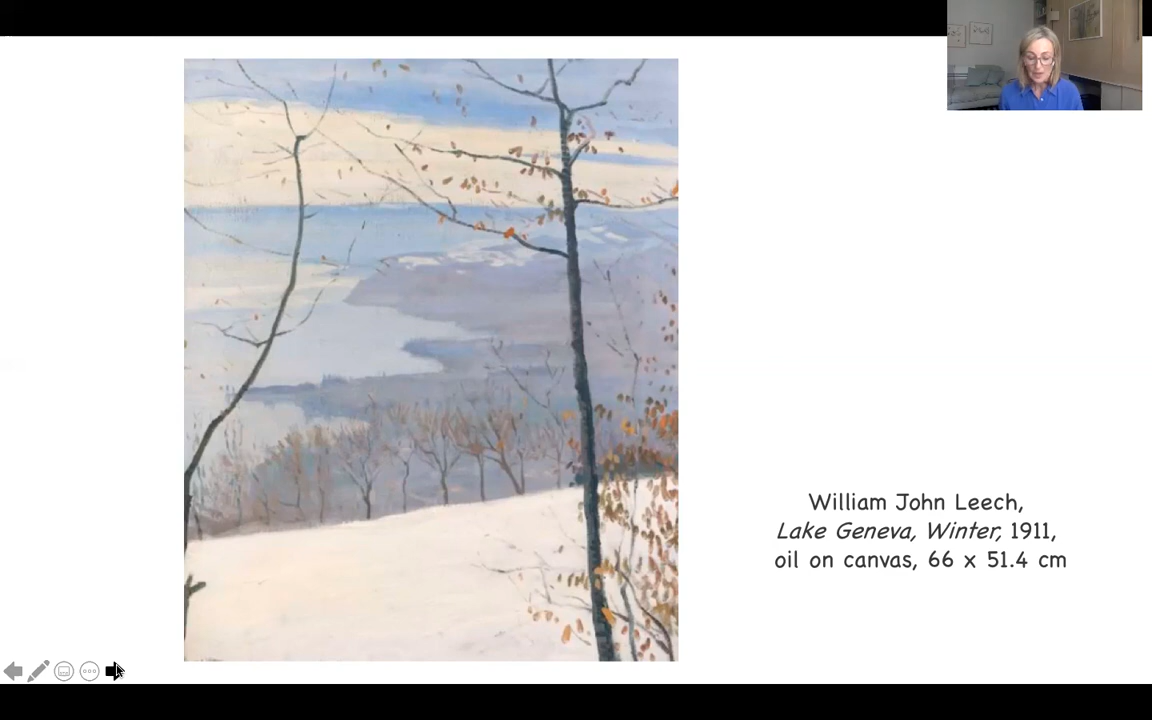 William John Leech,
Lake Geneva, Winter, 1911,
oil on canvas, 66 x 51.4 cm